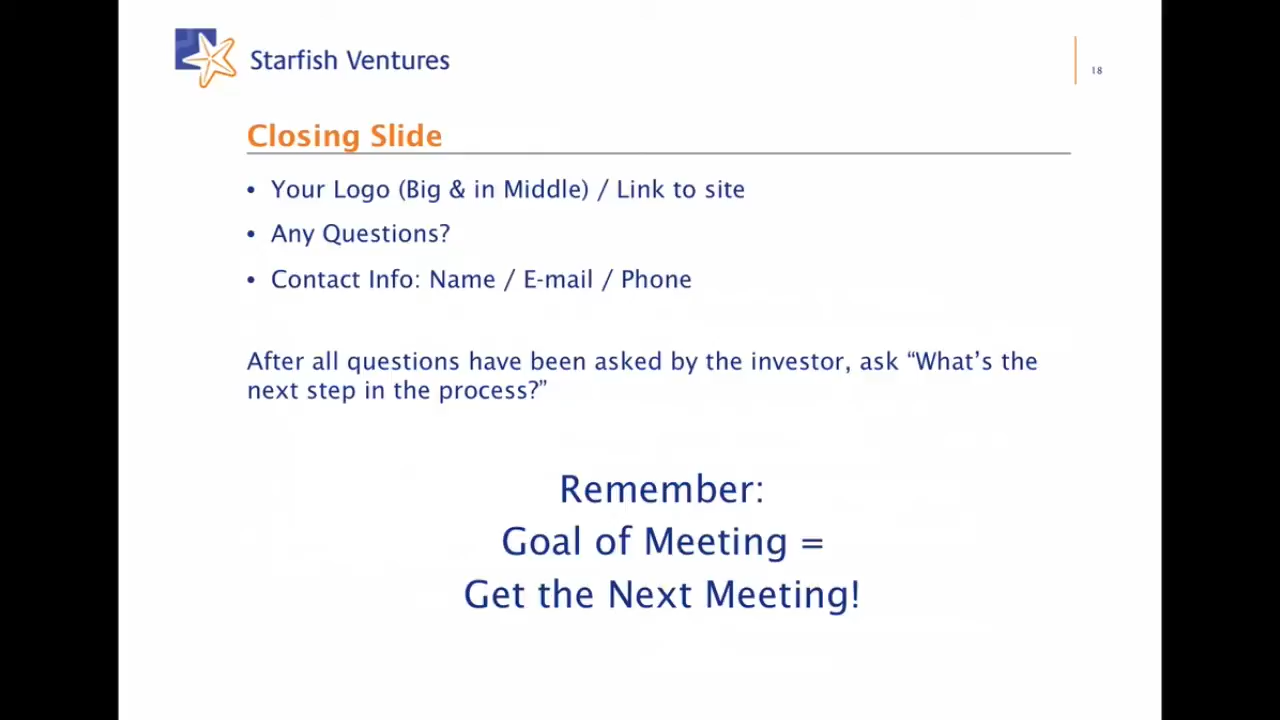 Starfish Ventures
18
Closing Slide
• Your Logo (Big & in Middle) / Link to site
• Any Questions?
• Contact Info: Name / E-mail / Phone
After all questions have been asked by the investor, ask “What’s the
next step in the process?”
Remember:
Goal of Meeting =
Get the Next Meeting!